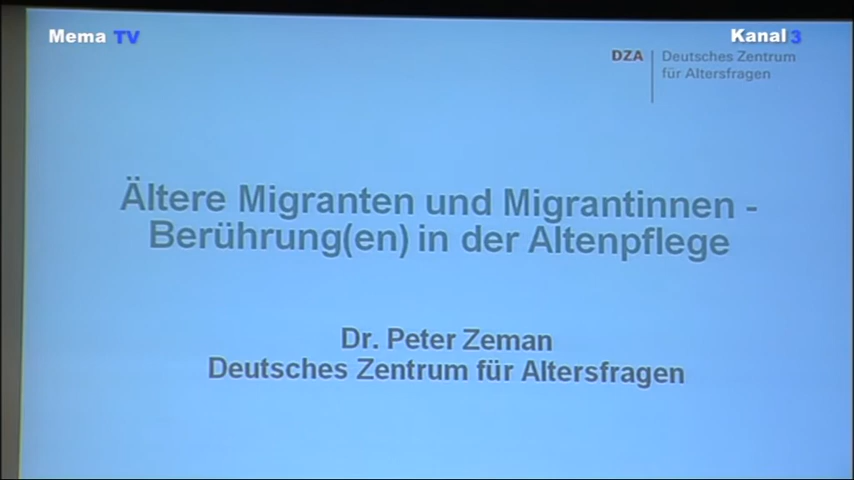 Mema TV
Kanal 3
DZA
Deutsches Zentrum
für Altersfragen
Ältere Migranten und Migrantinnen -
Berührung(en) in der Altenpflege
Dr. Peter Zeman
Deutsches Zentrum für Altersfragen